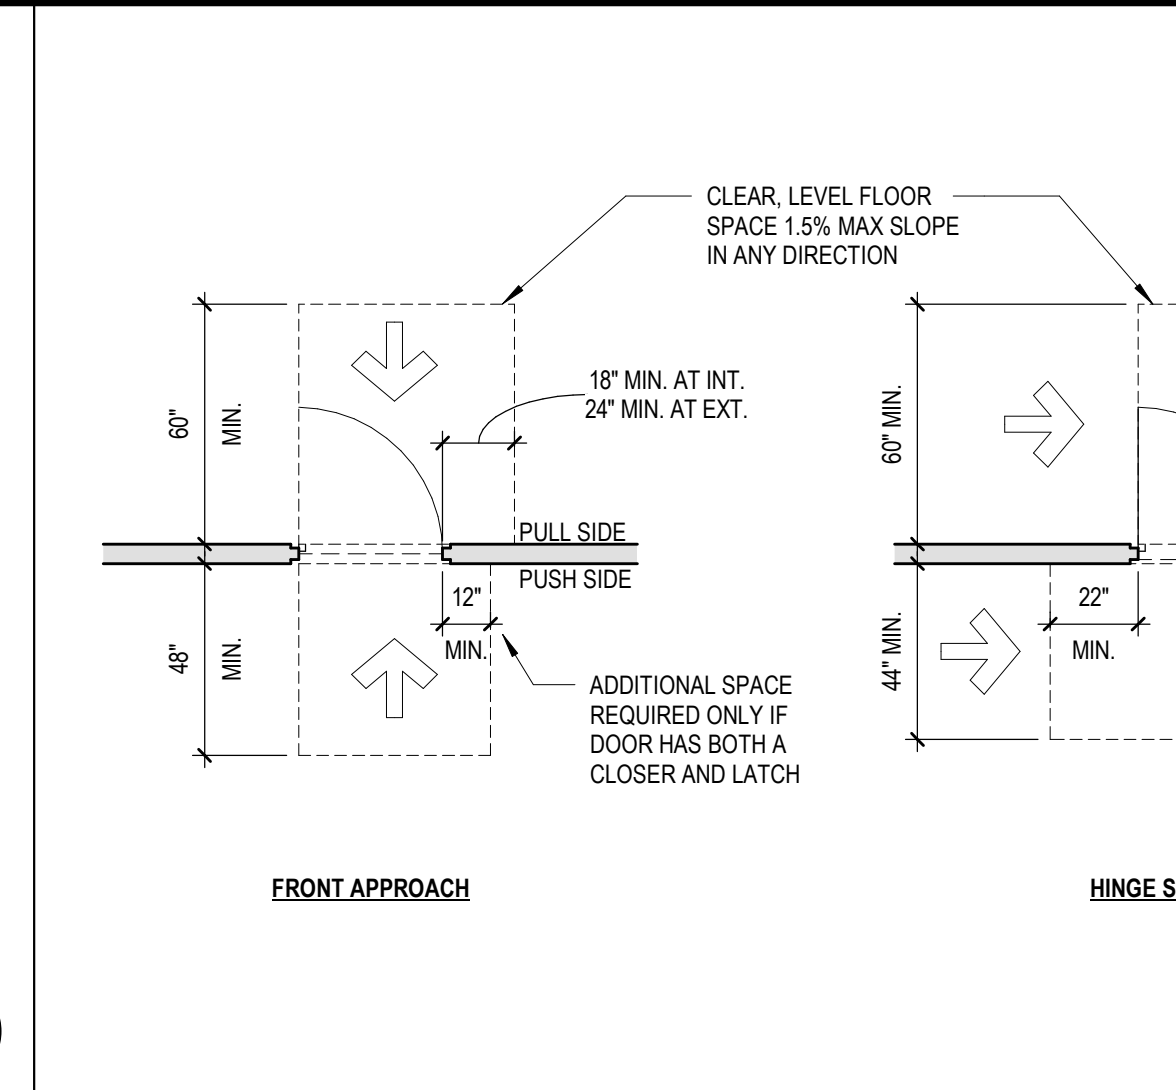 CLEAR, LEVEL FLOOR
SPACE 1.5% MAX SLOPE
IN ANY DIRECTION
18" MIN. AT INT.
24" MIN. AT EXT.
60"
MIN.
60" MIN.
PULL SIDE
PUSH SIDE
12"
MIN.
48"
MIN.
22"
MIN.
44" MIN.
ADDITIONAL SPACE
REQUIRED ONLY IF
DOOR HAS BOTH A
CLOSER AND LATCH
FRONT APPROACH
HINGE S